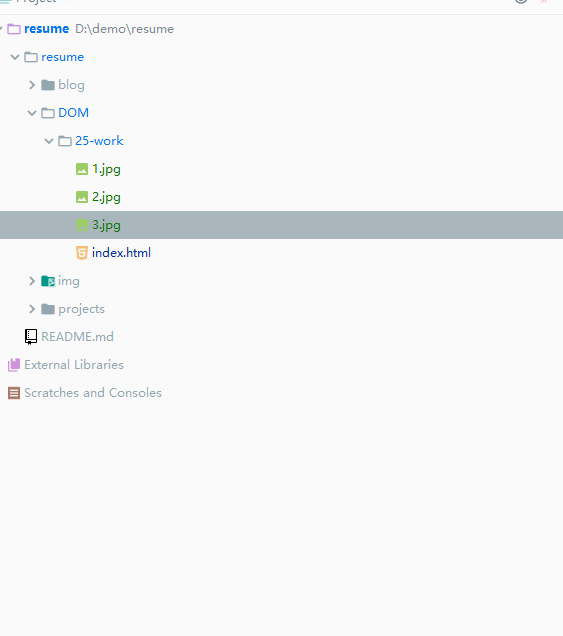 Project
resume D:\demo\resume
resume
blog
DOM
25-work
1.jpg
2.jpg
3.jpg
index.html
img
projects
README.md
External Libraries
Scratches and Consoles